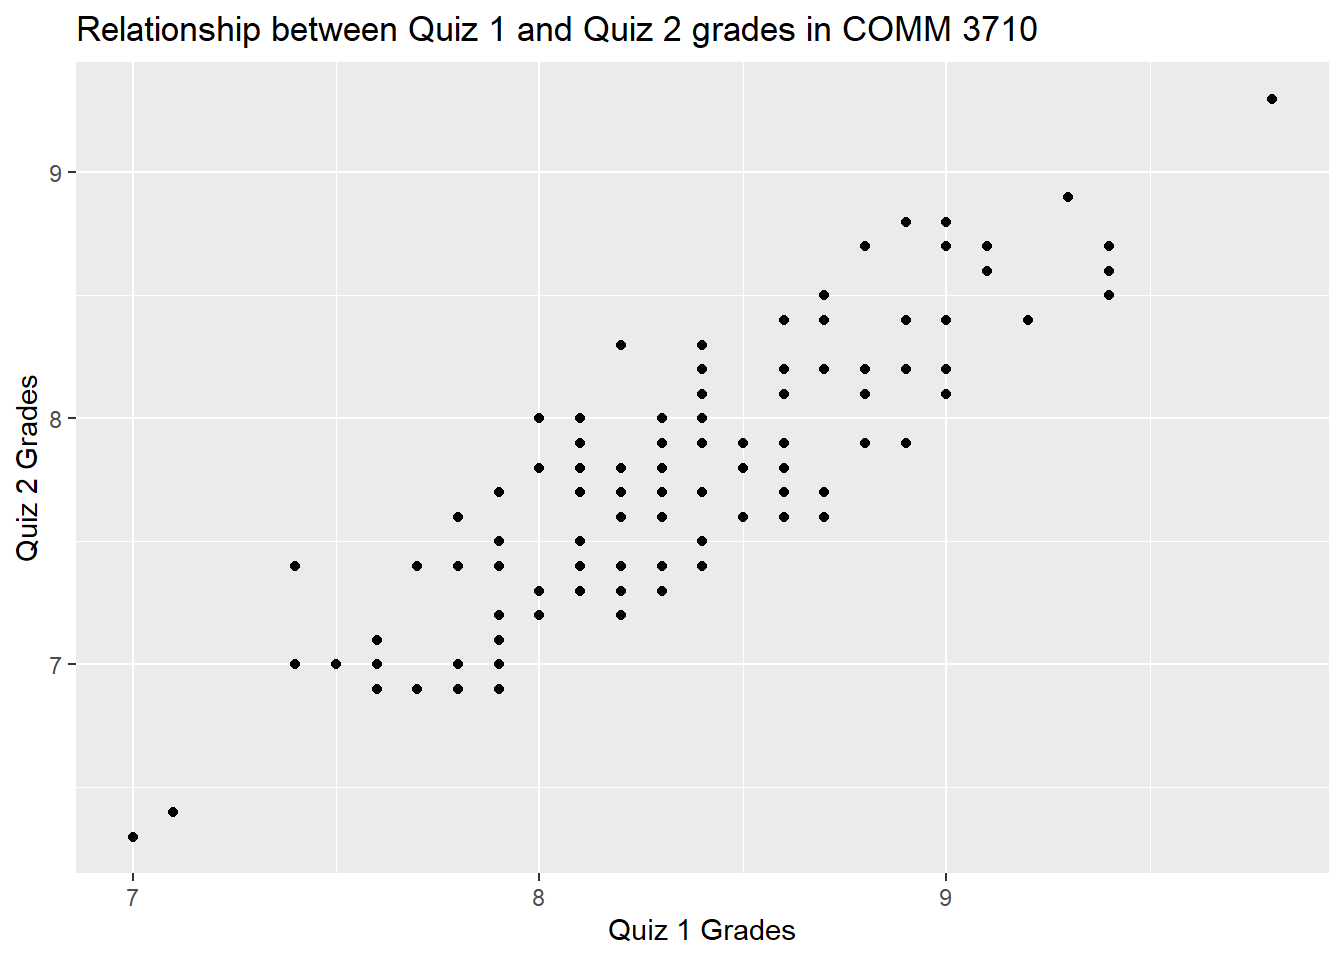 Relationship between Quiz 1 and Quiz 2 grades in COMM 3710
9
8
7
Quiz 2 Grades
7 8 9
Quiz 1 Grades